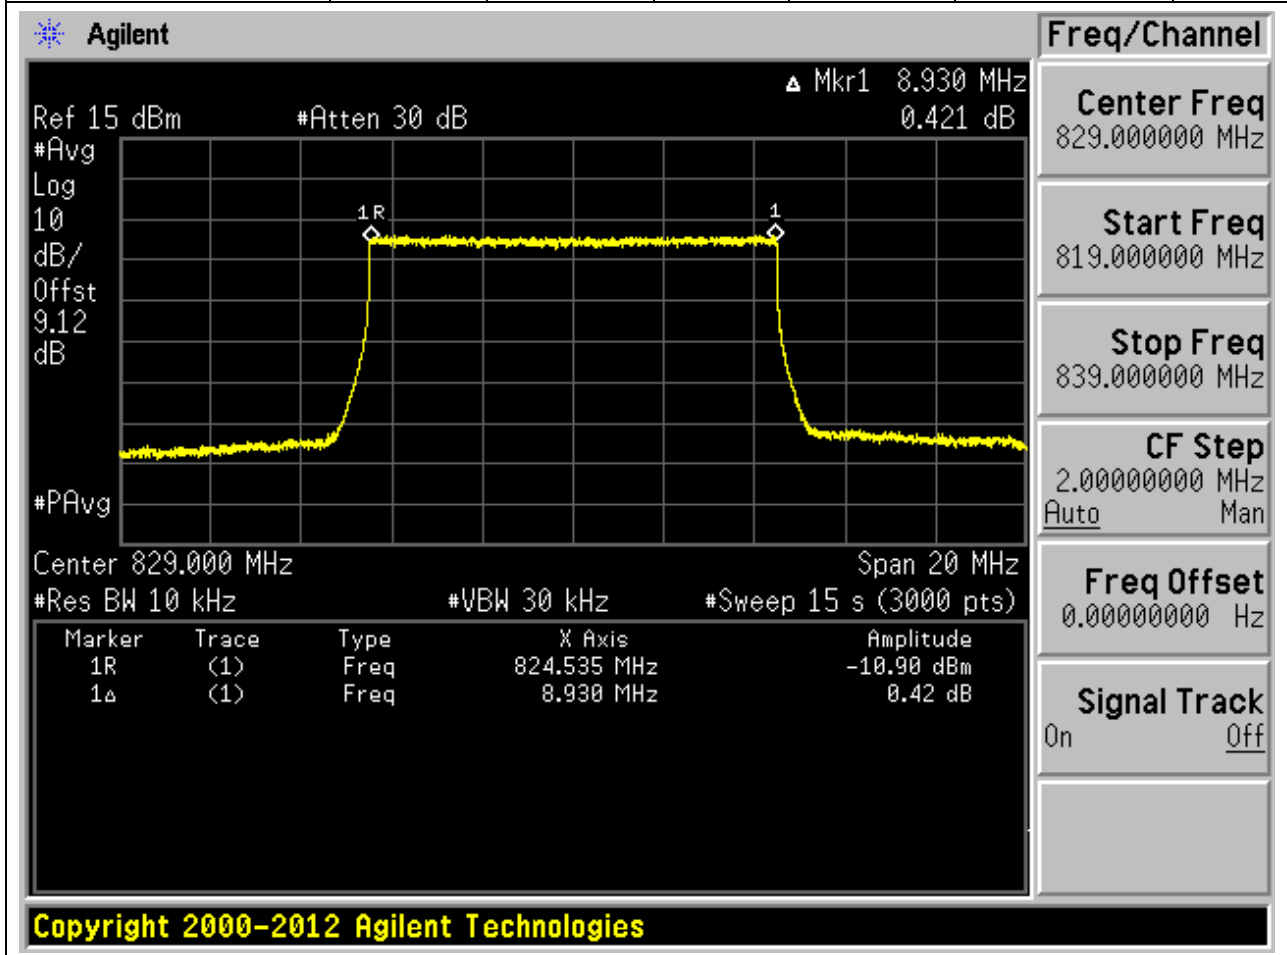 Agilent
Freq/Channel
Δ Mkr1 8.930 MHz
Ref 15 dBm #Atten 30 dB 0.421 dB
#Avg
Log
10
dB/
Offst
9.12
dB
1R
1
#PAvg
Center 829.000 MHz Span 20 MHz
#Res BW 10 kHz #VBW 30 kHz #Sweep 15 s (3000 pts)
Marker Trace Type X Axis Amplitude
1R (1) Freq 824.535 MHz -10.90 dBm
1Δ (1) Freq 8.930 MHz 0.42 dB
Center Freq
829.000000 MHz
Start Freq
819.000000 MHz
Stop Freq
839.000000 MHz
CF Step
2.00000000 MHz
Auto Man
Freq Offset
0.00000000 Hz
Signal Track
On Off
Copyright 2000-2012 Agilent Technologies